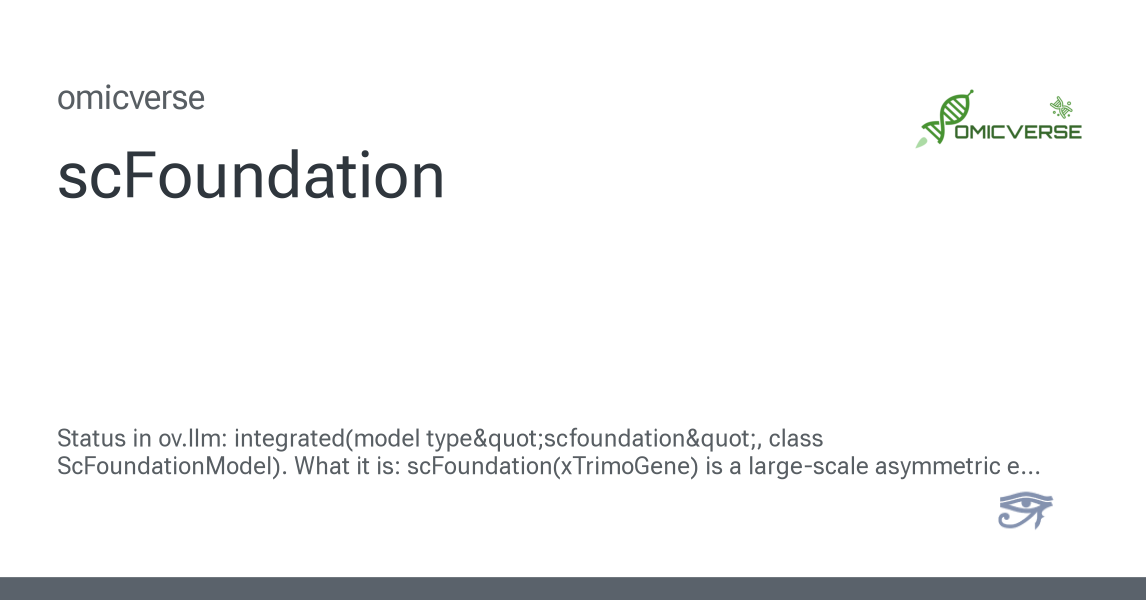 omicverse
OMICVERSE
scFoundation
Status in ov.llm: integrated(model type&quot;scfoundation&quot;, class
ScFoundationModel). What it is: scFoundation(xTrimoGene) is a large-scale asymmetric e...